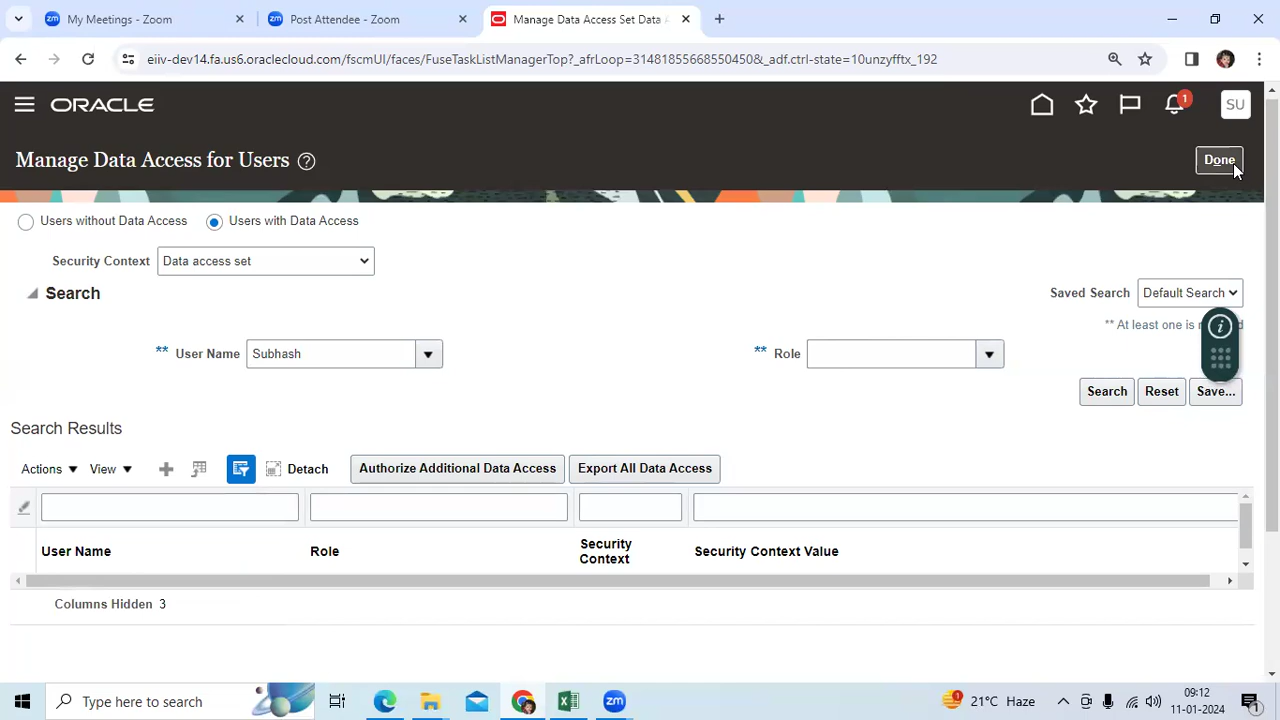 My Meetings - Zoom
Post Attendee - Zoom
Manage Data Access Set Data A
eiiv-dev14.fa.us6.oraclecloud.com/fscmUI/faces/FuseTaskListManagerTop?_afrLoop=31481855668550450&_adf.ctrl-state=10unzyfftx_192
ORACLE
1
SU
Manage Data Access for Users
Done
Users without Data Access
Users with Data Access
Security Context
Data access set
Search
Saved Search
Default Search
** At least one is
** User Name
Subhash
** Role
Search
Reset
Save...
Search Results
Actions
View
Detach
Authorize Additional Data Access
Export All Data Access
User Name
Role
Security Context
Security Context Value
Columns Hidden 3
Type here to search
21°C Haze
09:12
11-01-2024